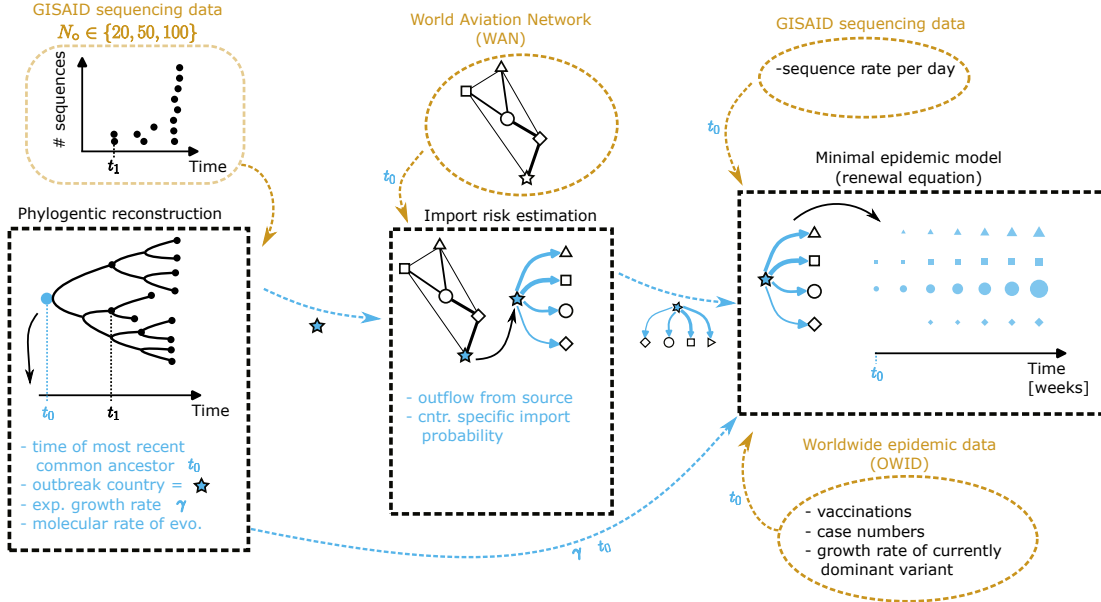 GISAID sequencing data
N₀ ∈ {20, 50, 100}
# sequences
t₁
Time
Phylogentic reconstruction
t₀
t₁
Time
- time of most recent
common ancestor t₀
- outbreak country =
- exp. growth rate γ
- molecular rate of evo.
World Aviation Network
(WAN)
t₀
Import risk estimation
- outflow from source
- cntr. specific import
probability
γ t₀
GISAID sequencing data
-sequence rate per day
t₀
Minimal epidemic model
(renewal equation)
t₀
Time
[weeks]
Worldwide epidemic data
(OWID)
t₀
- vaccinations
- case numbers
- growth rate of currently
dominant variant